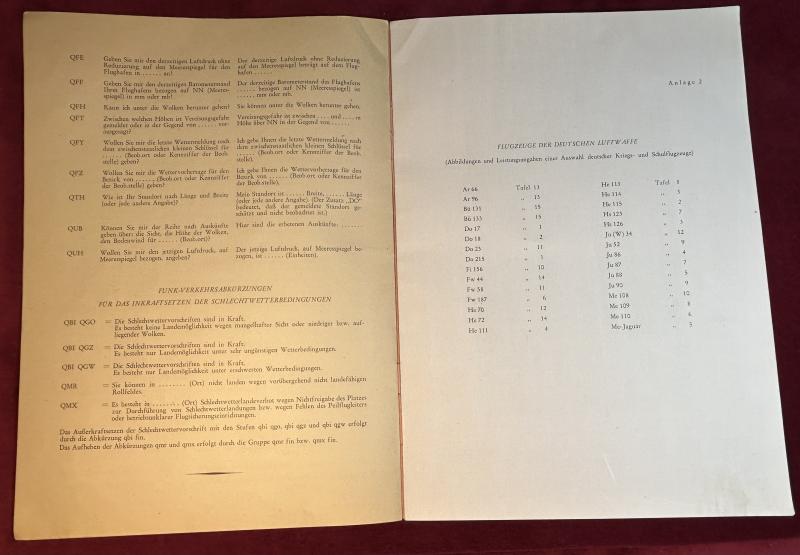 QFE Geben Sie mir den derzeitigen Luftdruck ohne Der derzeitige Luftdruck ohne Reduzierung
Reduzierung auf den Meeresspiegel für den auf den Meeresspiegel beträgt auf dem Flug-
Flughafen in ...... an! hafen ......
QFF Geben Sie mir den derzeitigen Barometerstand Der derzeitige Barometerstand des Flughafens
Ihres Flughafens bezogen auf NN (Meeres- ...... bezogen auf NN (Meeresspiegel) ist
spiegel) in mm oder mb. ...... mm oder mb.
QFH Kann ich unter die Wolken herunter gehen? Sie können unter die Wolken herunter gehen.
QFT Zwischen welchen Höhen ist Vereisungsgefahr Vereisungsgefahr ist zwischen .... und .... m
gemeldet oder in der Gegend von ...... vor- Höhe über NN in der Gegend von ......
ausgesagt?
QFY Wollen Sie mir die letzte Wettermeldung nach Ich gebe Ihnen die letzte Wettermeldung nach
dem zwischenstaatlichen kleinen Schlüssel für dem zwischenstaatlichen kleinen Schlüssel für
...... (Beob.ort oder Kennziffer der Beob. ...... (Beob.ort oder Kennziffer der Beob.
stelle) geben? stelle).
QFZ Wollen Sie mir die Wettervorhersage für den Ich gebe Ihnen die Wettervorhersage für den
Bezirk von ...... (Beob.ort oder Kennziffer Bezirk von ...... (Beob.ort oder Kennziffer
der Beob.stelle) geben? der Beob.stelle).
QTH Wie ist Ihr Standort nach Länge und Breite Mein Standort ist ...... Breite, ...... Länge
(oder jede andere Angabe)? (oder jede andere Angabe). (Der Zusatz „DO"
bedeutet, daß der gemeldete Standort ge-
schätzt und nicht beobachtet ist.)
QUB Können Sie mir der Reihe nach Auskünfte Hier sind die erbetenen Auskünfte: .......
geben über: die Sicht, die Höhe der Wolken,
den Bodenwind für ...... (Beob.ort)?
QUH Wollen Sie mir den jetzigen Luftdruck, auf Der jetzige Luftdruck, auf Meeresspiegel be-
Meeresspiegel bezogen, angeben? zogen, ist ...... (Einheiten).
FUNK-VERKEHRSABKÜRZUNGEN
FÜR DAS INKRAFTSETZEN DER SCHLECHTWETTERBEDINGUNGEN
QBI QGO = Die Schlechtwettervorschriften sind in Kraft.
Es besteht keine Landemöglichkeit wegen mangelhafter Sicht oder niedriger bzw. auf-
liegender Wolken.
QBI QGZ = Die Schlechtwettervorschriften sind in Kraft.
Es besteht nur Landemöglichkeit unter sehr ungünstigen Wetterbedingungen.
QBI QGW = Die Schlechtwettervorschriften sind in Kraft.
Es besteht nur Landemöglichkeit unter erschwerten Wetterbedingungen.
QMR = Sie können in ......... (Ort) nicht landen wegen vorübergehend nicht landefähigen
Rollfeldes.
QMX = Es besteht in ........ (Ort) Schlechtwetterlandeverbot wegen Nichtfreigabe des Platzes
zur Durchführung von Schlechtwetterlandungen bzw. wegen Fehlen des Peilflugleiters
oder betriebsunklarer Flugsicherungseinrichtungen.
Das Außerkraftsetzen der Schlechtwettervorschrift mit den Stufen qbi qgo, qbi qgz und qbi qgw erfolgt
durch die Abkürzung qbi fin.
Das Aufheben der Abkürzungen qmr und qmx erfolgt durch die Gruppe qmr fin bzw. qmx fin.
Anlage 2
FLUGZEUGE DER DEUTSCHEN LUFTWAFFE
(Abbildungen und Leistungsangaben einer Auswahl deutscher Kriegs- und Schulflugzeuge)
Ar 66 Tafel 13
Ar 96 „ 13
Bü 131 „ 15
Bü 133 „ 15
Do 17 „ 1
Do 18 „ 2
Do 23 „ 11
Do 215 „ 1
Fi 156 „ 10
Fw 44 „ 14
Fw 58 „ 11
Fw 187 „ 6
He 70 „ 12
He 72 „ 14
He 111 „ 4
He 113 Tafel 8
He 114 „ 3
He 115 „ 2
Hs 123 „ 7
Hs 126 „ 3
Ju (W) 34 „ 12
Ju 52 „ 9
Ju 86 „ 4
Ju 87 „ 7
Ju 88 „ 5
Ju 90 „ 9
Me 108 „ 10
Me 109 „ 8
Me 110 „ 6
Me-Jaguar „ 5